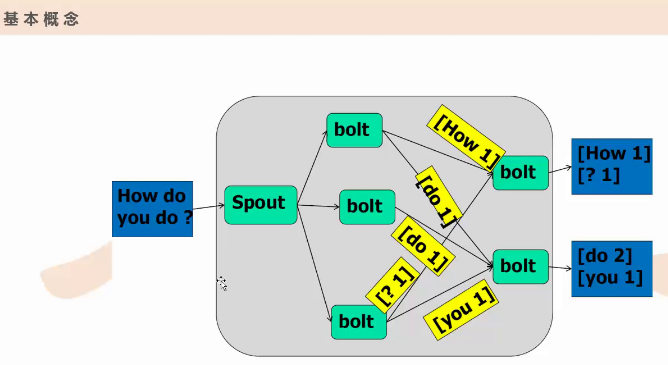 基本概念
How do
you do ?
Spout
bolt
bolt
bolt
[How 1]
[do 1]
[do 1]
[? 1]
[you 1]
bolt
bolt
[How 1]
[? 1]
[do 2]
[you 1]